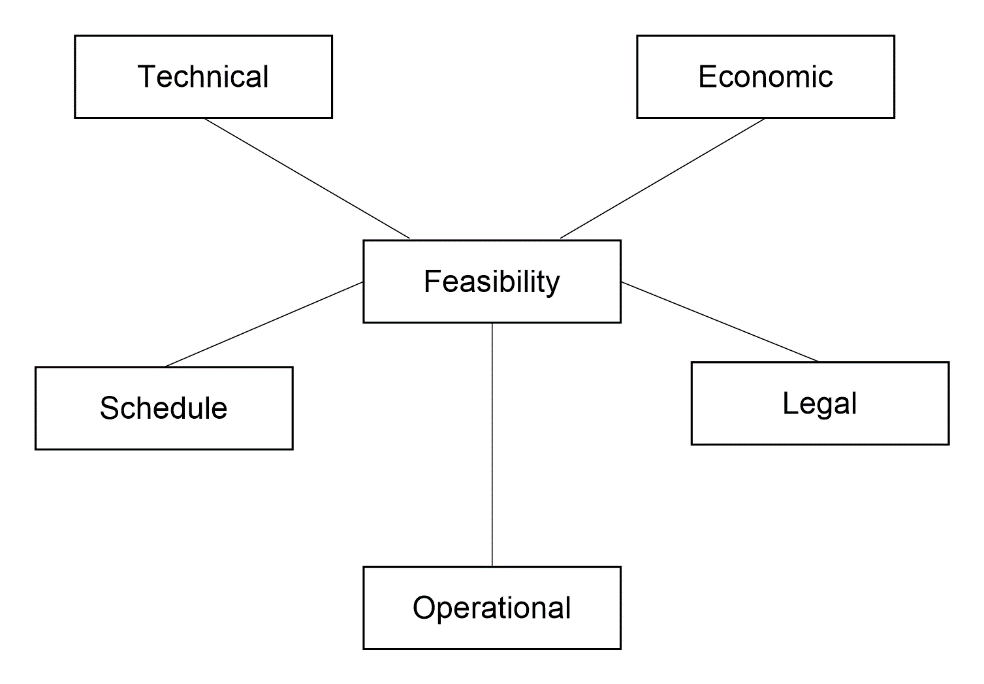 Technical
Economic
Feasibility
Schedule
Legal
Operational